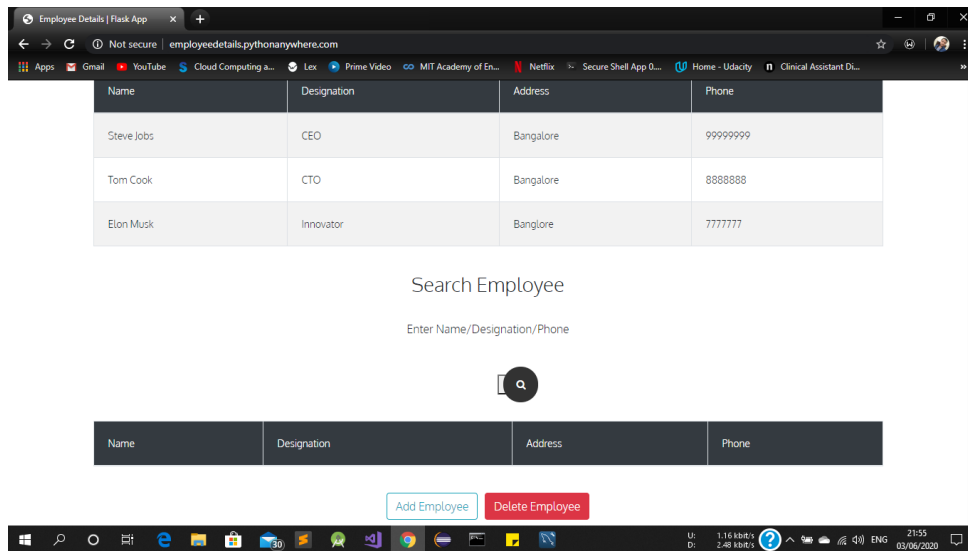 Employee Details | Flask App
Not secure | employeedetails.pythonanywhere.com
Apps Gmail YouTube Cloud Computing a... Lex Prime Video MIT Academy of En... Netflix Secure Shell App 0.... Home - Udacity Clinical Assistant Di... »
Name Designation Address Phone
Steve Jobs CEO Bangalore 99999999
Tom Cook CTO Bangalore 8888888
Elon Musk Innovator Banglore 7777777
Search Employee
Enter Name/Designation/Phone
Name Designation Address Phone
Add Employee Delete Employee
30 U: 1.16 kbit/s ENG 21:55
D: 2.48 kbit/s 03/06/2020